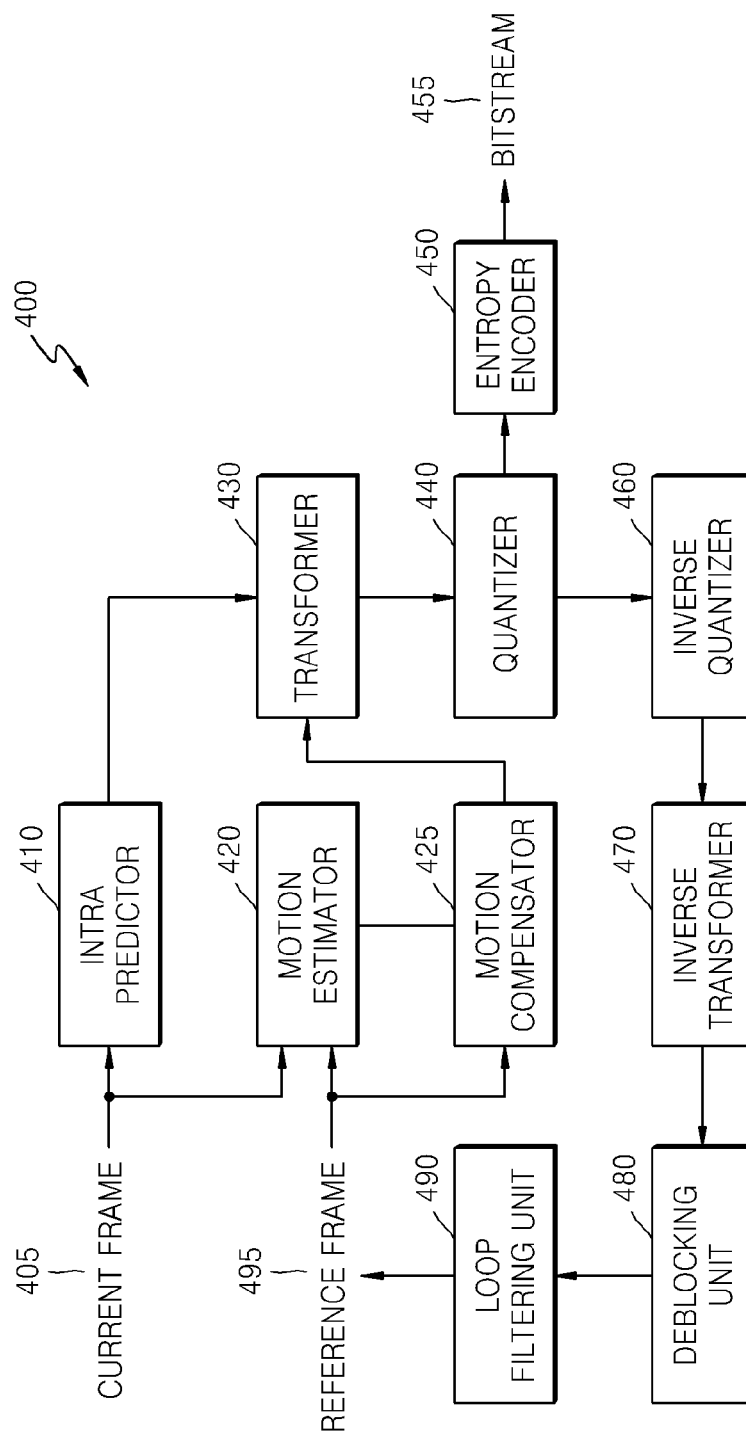 400
405
CURRENT FRAME
410
INTRA
PREDICTOR
495
REFERENCE FRAME
420
MOTION
ESTIMATOR
430
TRANSFORMER
490
LOOP
FILTERING UNIT
425
MOTION
COMPENSATOR
440
QUANTIZER
450
ENTROPY
ENCODER
455
BITSTREAM
480
DEBLOCKING
UNIT
470
INVERSE
TRANSFORMER
460
INVERSE
QUANTIZER